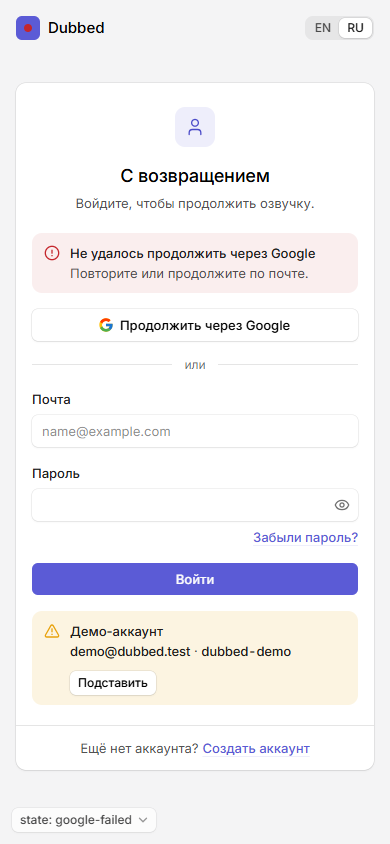 Dubbed
EN RU
С возвращением
Войдите, чтобы продолжить озвучку.
Не удалось продолжить через Google
Повторите или продолжите по почте.
Продолжить через Google
или
Почта
name@example.com
Пароль
Забыли пароль?
Войти
Демо-аккаунт
demo@dubbed.test · dubbed-demo
Подставить
Ещё нет аккаунта? Создать аккаунт
state: google-failed